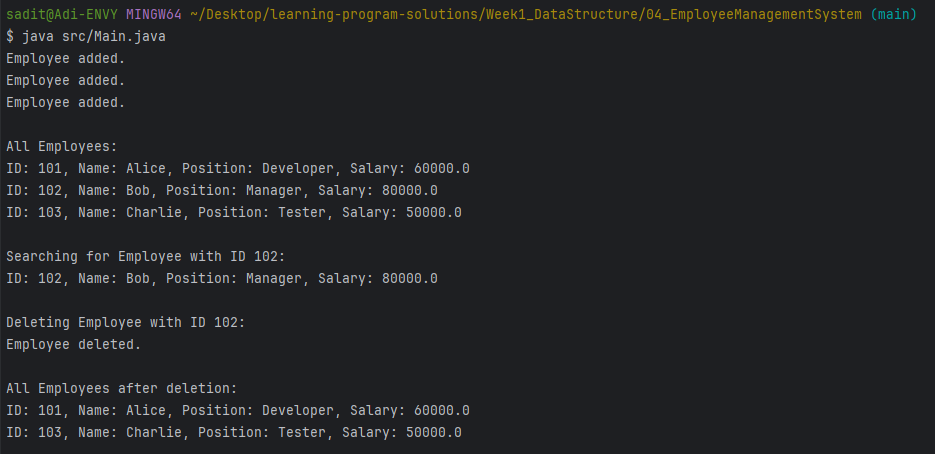 sadit@Adi-ENVY MINGW64 ~/Desktop/learning-program-solutions/Week1_DataStructure/04_EmployeeManagementSystem (main)
$ java src/Main.java
Employee added.
Employee added.
Employee added.

All Employees:
ID: 101, Name: Alice, Position: Developer, Salary: 60000.0
ID: 102, Name: Bob, Position: Manager, Salary: 80000.0
ID: 103, Name: Charlie, Position: Tester, Salary: 50000.0

Searching for Employee with ID 102:
ID: 102, Name: Bob, Position: Manager, Salary: 80000.0

Deleting Employee with ID 102:
Employee deleted.

All Employees after deletion:
ID: 101, Name: Alice, Position: Developer, Salary: 60000.0
ID: 103, Name: Charlie, Position: Tester, Salary: 50000.0